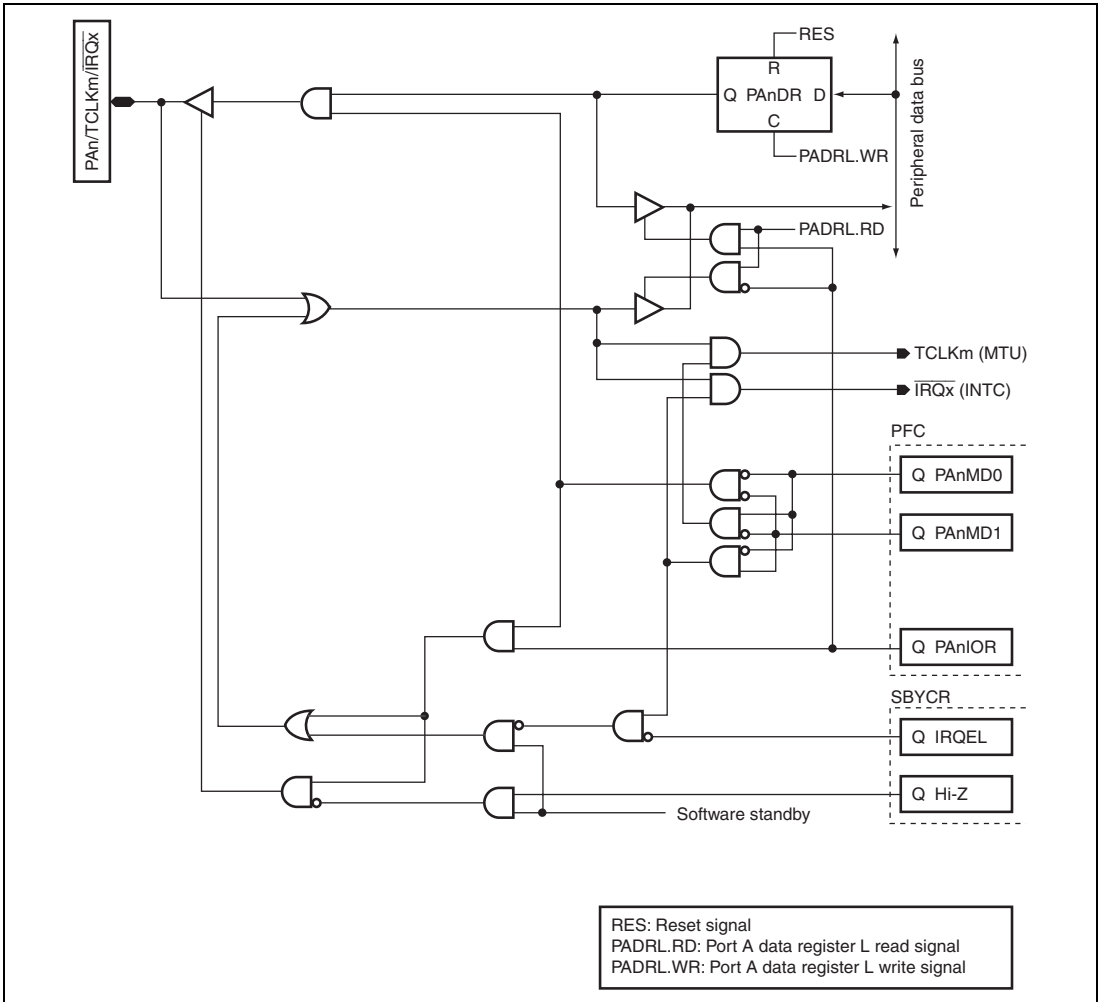 PAn/TCLKm/IRQx
RES
R
Q PAnDR D
C
PADRL.WR
Peripheral data bus
PADRL.RD
TCLKm (MTU)
IRQx (INTC)
PFC
Q PAnMD0
Q PAnMD1
Q PAnIOR
SBYCR
Q IRQEL
Q Hi-Z
Software standby
RES: Reset signal
PADRL.RD: Port A data register L read signal
PADRL.WR: Port A data register L write signal